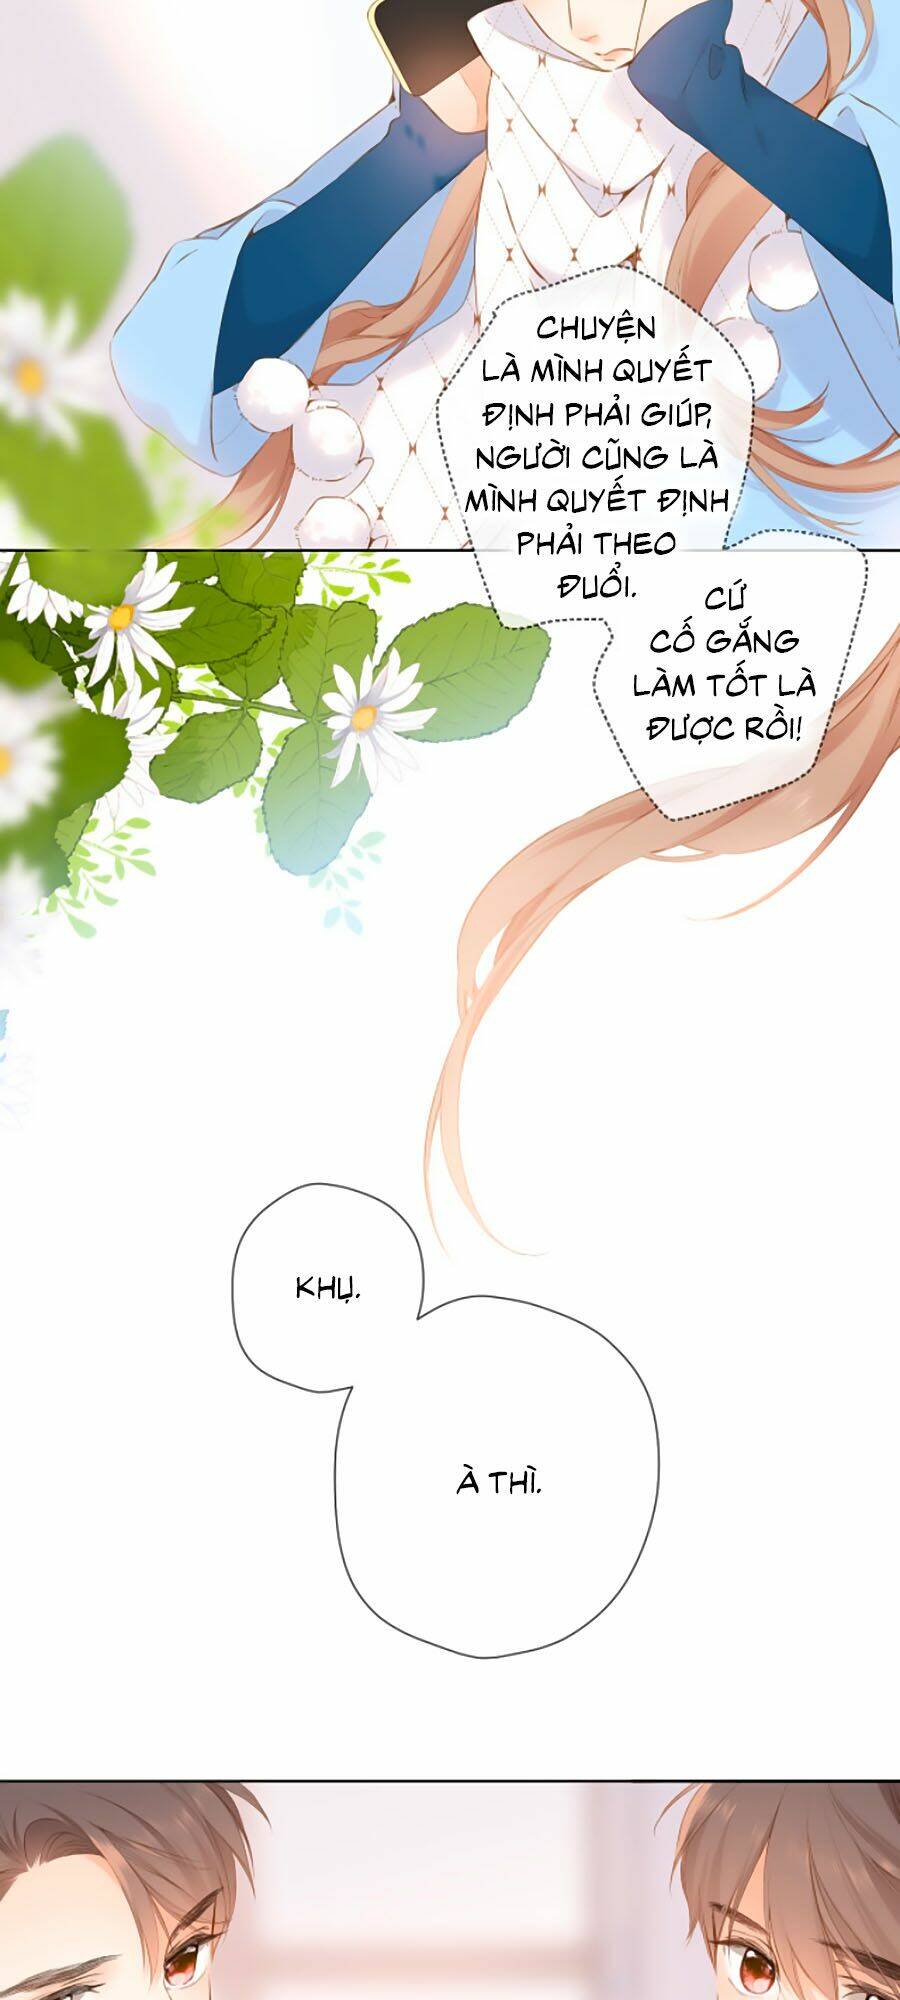 CHUYỆN
LÀ MÌNH QUYẾT
ĐỊNH PHẢI GIÚP,
NGƯỜI CŨNG LÀ
MÌNH QUYẾT ĐỊNH
PHẢI THEO
ĐUỔI.
CỨ
CỐ GẮNG
LÀM TỐT LÀ
ĐƯỢC RỒI!
KHỤ.
À THÌ.